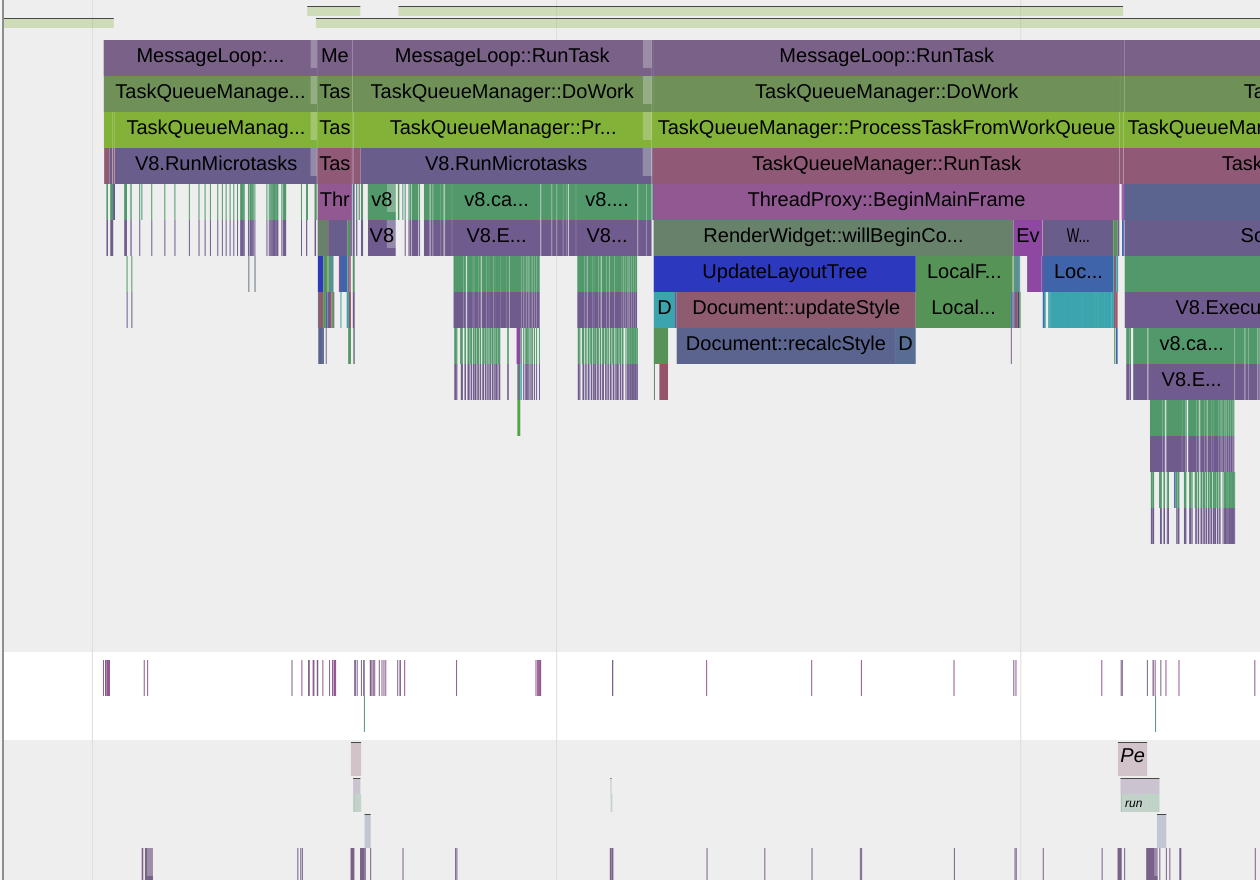 MessageLoop:... Me MessageLoop::RunTask MessageLoop::RunTask
TaskQueueManage... Tas TaskQueueManager::DoWork TaskQueueManager::DoWork Ta
TaskQueueManag... Tas TaskQueueManager::Pr... TaskQueueManager::ProcessTaskFromWorkQueue TaskQueueMar
V8.RunMicrotasks Tas V8.RunMicrotasks TaskQueueManager::RunTask Task
Thr v8 v8.ca... v8.... ThreadProxy::BeginMainFrame
V8 V8.E... V8... RenderWidget::willBeginCo... Ev W... Sc
UpdateLayoutTree LocalF... Loc...
D Document::updateStyle Local... V8.Execu
Document::recalcStyle D v8.ca...
V8.E...
Pe
run